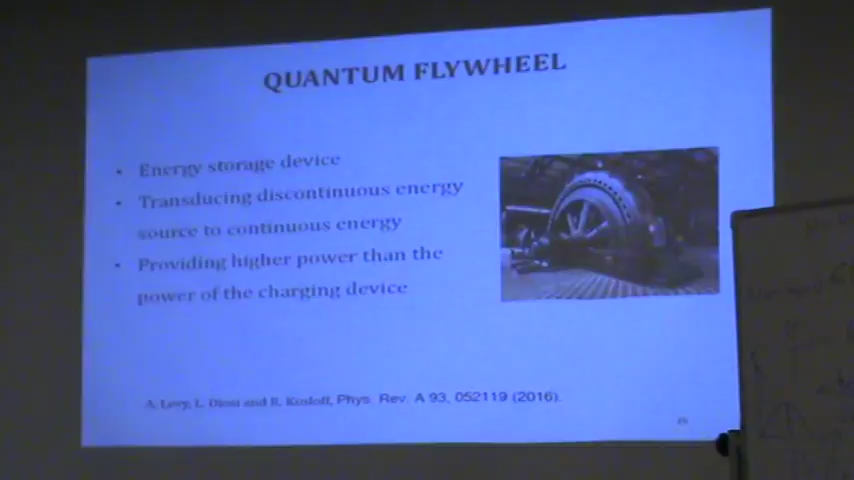 QUANTUM FLYWHEEL
• Energy storage device
• Transducing discontinuous energy
source to continuous energy
• Providing higher power than the
power of the charging device
A. Levy, L. Diosi and R. Kosloff, Phys. Rev. A 93, 052119 (2016).